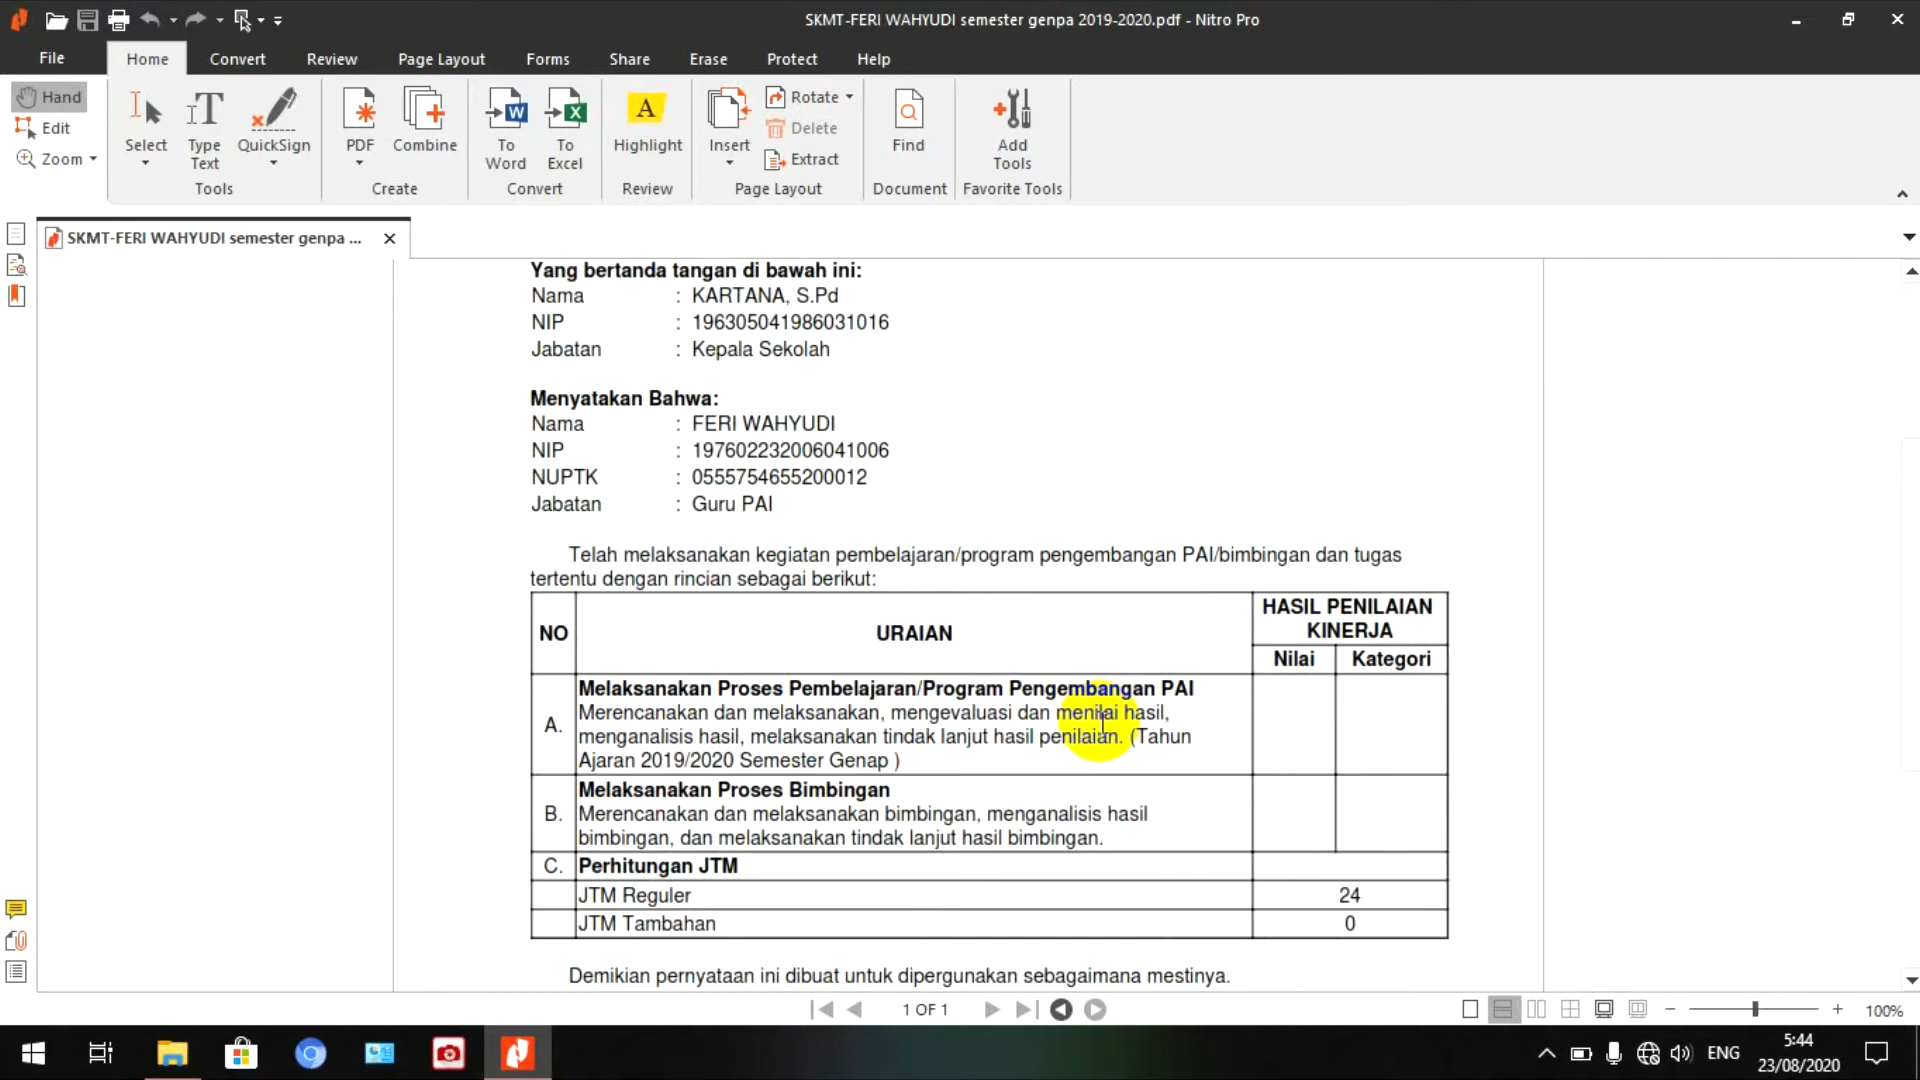 SKMT-FERI WAHYUDI semester genpa 2019-2020.pdf - Nitro Pro
File
Home
Convert
Review
Page Layout
Forms
Share
Erase
Protect
Help
Hand
Edit
Zoom
Select
Type Text
QuickSign
Tools
PDF
Combine
Create
To Word
To Excel
Convert
Highlight
Review
Insert
Rotate
Delete
Extract
Page Layout
Find
Document
Add Tools
Favorite Tools
SKMT-FERI WAHYUDI semester genpa ...
Yang bertanda tangan di bawah ini:
Nama : KARTANA, S.Pd
NIP : 196305041986031016
Jabatan : Kepala Sekolah
Menyatakan Bahwa:
Nama : FERI WAHYUDI
NIP : 197602232006041006
NUPTK : 0555754655200012
Jabatan : Guru PAI
Telah melaksanakan kegiatan pembelajaran/program pengembangan PAI/bimbingan dan tugas
tertentu dengan rincian sebagai berikut:
NO
URAIAN
HASIL PENILAIAN
KINERJA
Nilai
Kategori
A.
Melaksanakan Proses Pembelajaran/Program Pengembangan PAI
Merencanakan dan melaksanakan, mengevaluasi dan menilai hasil,
menganalisis hasil, melaksanakan tindak lanjut hasil penilaian. (Tahun
Ajaran 2019/2020 Semester Genap )
B.
Melaksanakan Proses Bimbingan
Merencanakan dan melaksanakan bimbingan, menganalisis hasil
bimbingan, dan melaksanakan tindak lanjut hasil bimbingan.
C. Perhitungan JTM
JTM Reguler 24
JTM Tambahan 0
Demikian pernyataan ini dibuat untuk dipergunakan sebagaimana mestinya.
1 OF 1
100%
ENG
5:44
23/08/2020